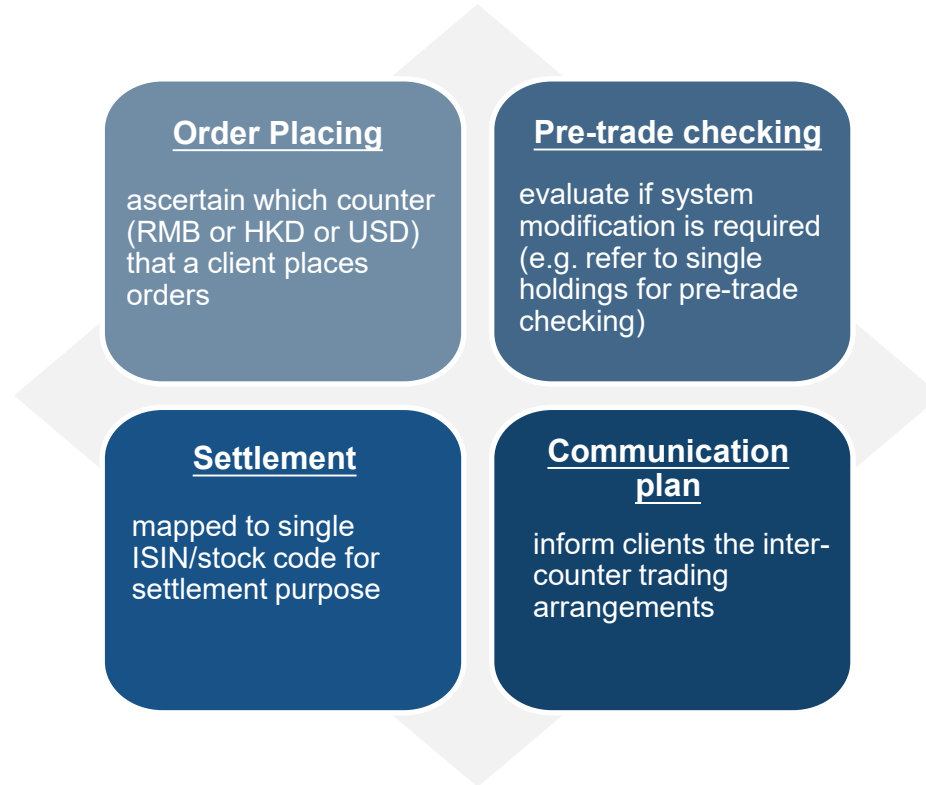 Order Placing
ascertain which counter
(RMB or HKD or USD)
that a client places
orders
Pre-trade checking
evaluate if system
modification is required
(e.g. refer to single
holdings for pre-trade
checking)
Settlement
mapped to single
ISIN/stock code for
settlement purpose
Communication
plan
inform clients the inter-
counter trading
arrangements